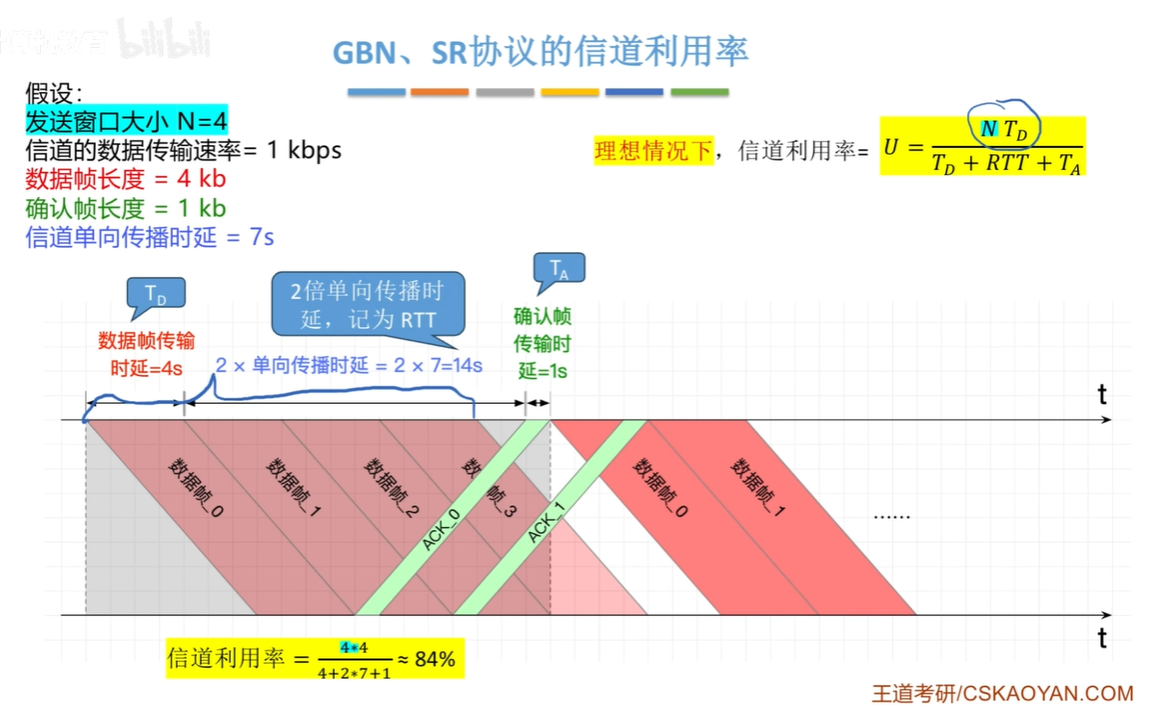 bilibili
GBN、SR协议的信道利用率
假设：
发送窗口大小 N=4
信道的数据传输速率= 1 kbps
数据帧长度 = 4 kb
确认帧长度 = 1 kb
信道单向传播时延 = 7s
理想情况下，信道利用率= U = N T_D / (T_D + RTT + T_A)
T_D
数据帧传输
时延=4s
2倍单向传播时
延，记为 RTT
2 × 单向传播时延 = 2 × 7=14s
T_A
确认帧
传输时
延=1s
t
数据帧_0
数据帧_1
数据帧_2
数据帧_3
ACK_0
ACK_1
数据帧_0
数据帧_1
……
t
信道利用率 = 4*4 / (4+2*7+1) ≈ 84%
王道考研/CSKAOYAN.COM